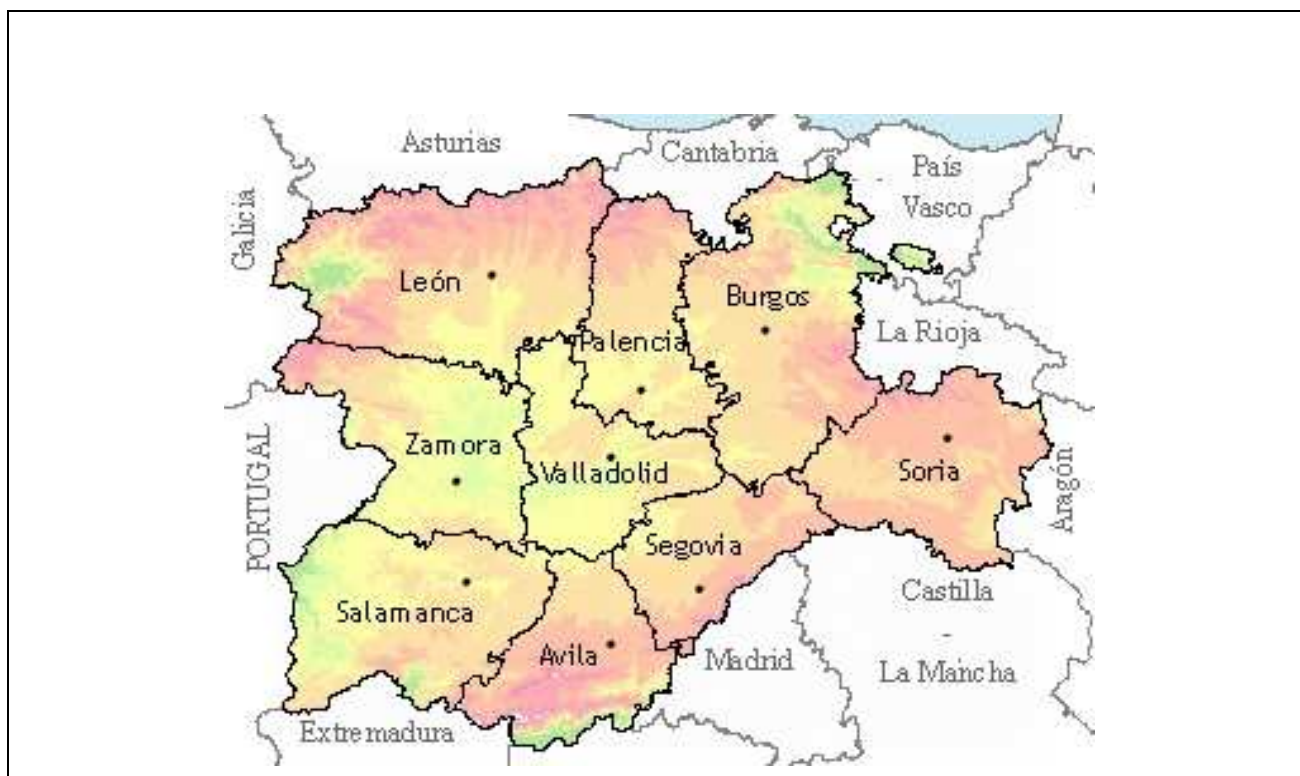 Asturias
Cantabria
País
Vasco
Galicia
León
Burgos
La Rioja
Palencia
Zamora
Valladolid
Soria
Aragón
PORTUGAL
Segovia
Castilla
-
La Mancha
Salamanca
Avila
Madrid
Extremadura